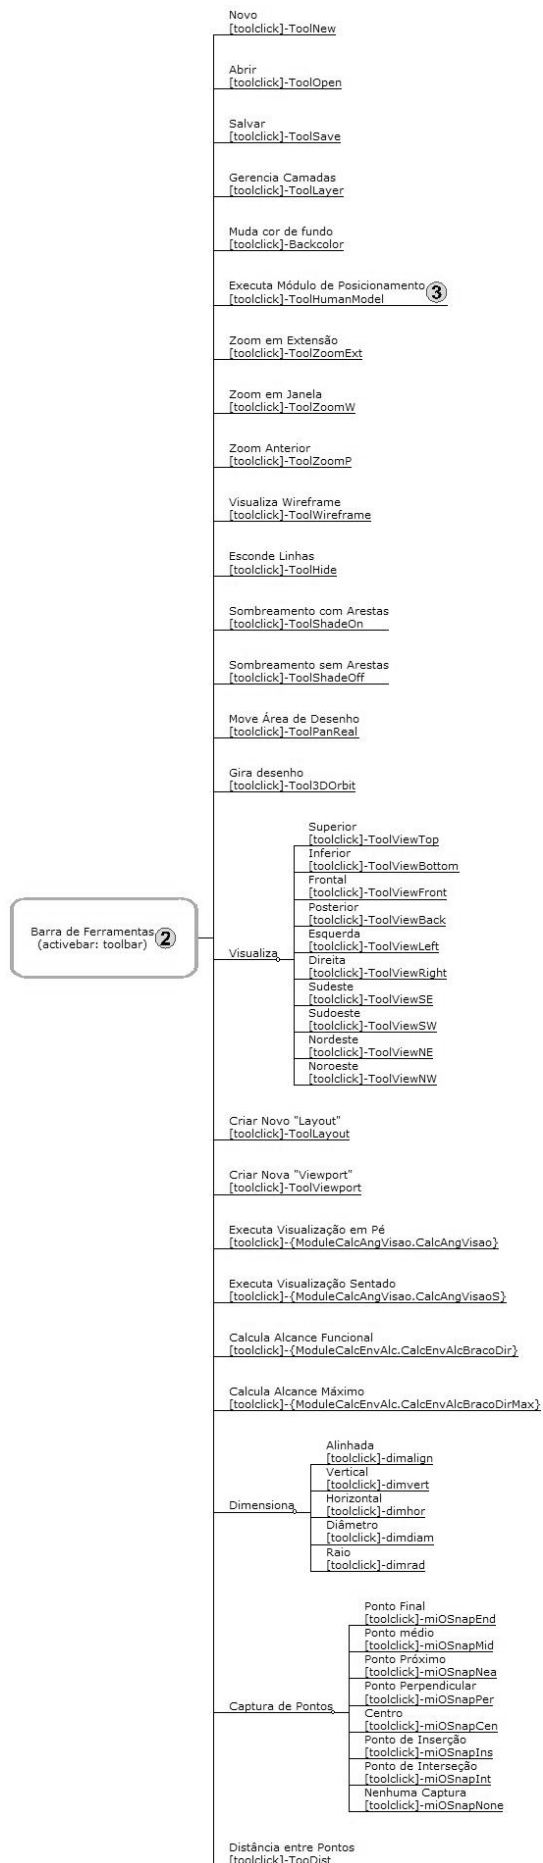 Novo
[toolclick]-ToolNew
Abrir
[toolclick]-ToolOpen
Salvar
[toolclick]-ToolSave
Gerencia Camadas
[toolclick]-ToolLayer
Muda cor de fundo
[toolclick]-Backcolor
Executa Módulo de Posicionamento 3
[toolclick]-ToolHumanModel
Zoom em Extensão
[toolclick]-ToolZoomExt
Zoom em Janela
[toolclick]-ToolZoomW
Zoom Anterior
[toolclick]-ToolZoomP
Visualiza Wireframe
[toolclick]-ToolWireframe
Esconde Linhas
[toolclick]-ToolHide
Sombreamento com Arestas
[toolclick]-ToolShadeOn
Sombreamento sem Arestas
[toolclick]-ToolShadeOff
Move Área de Desenho
[toolclick]-ToolPanReal
Gira desenho
[toolclick]-Tool3DOrbit
Barra de Ferramentas 2
(activebar: toolbar)
Visualiza
Superior
[toolclick]-ToolViewTop
Inferior
[toolclick]-ToolViewBottom
Frontal
[toolclick]-ToolViewFront
Posterior
[toolclick]-ToolViewBack
Esquerda
[toolclick]-ToolViewLeft
Direita
[toolclick]-ToolViewRight
Sudeste
[toolclick]-ToolViewSE
Sudoeste
[toolclick]-ToolViewSW
Nordeste
[toolclick]-ToolViewNE
Noroeste
[toolclick]-ToolViewNW
Criar Novo "Layout"
[toolclick]-ToolLayout
Criar Nova "Viewport"
[toolclick]-ToolViewport
Executa Visualização em Pé
[toolclick]-{ModuleCalcAngVisao.CalcAngVisao}
Executa Visualização Sentado
[toolclick]-{ModuleCalcAngVisao.CalcAngVisaoS}
Calcula Alcance Funcional
[toolclick]-{ModuleCalcEnvAlc.CalcEnvAlcBracoDir}
Calcula Alcance Máximo
[toolclick]-{ModuleCalcEnvAlc.CalcEnvAlcBracoDirMax}
Dimensiona
Alinhada
[toolclick]-dimalign
Vertical
[toolclick]-dimvert
Horizontal
[toolclick]-dimhor
Diâmetro
[toolclick]-dimdiam
Raio
[toolclick]-dimrad
Captura de Pontos
Ponto Final
[toolclick]-miOSnapEnd
Ponto médio
[toolclick]-miOSnapMid
Ponto Próximo
[toolclick]-miOSnapNea
Ponto Perpendicular
[toolclick]-miOSnapPer
Centro
[toolclick]-miOSnapCen
Ponto de Inserção
[toolclick]-miOSnapIns
Ponto de Interseção
[toolclick]-miOSnapInt
Nenhuma Captura
[toolclick]-miOSnapNone
Distância entre Pontos
[toolclick]-TooDist